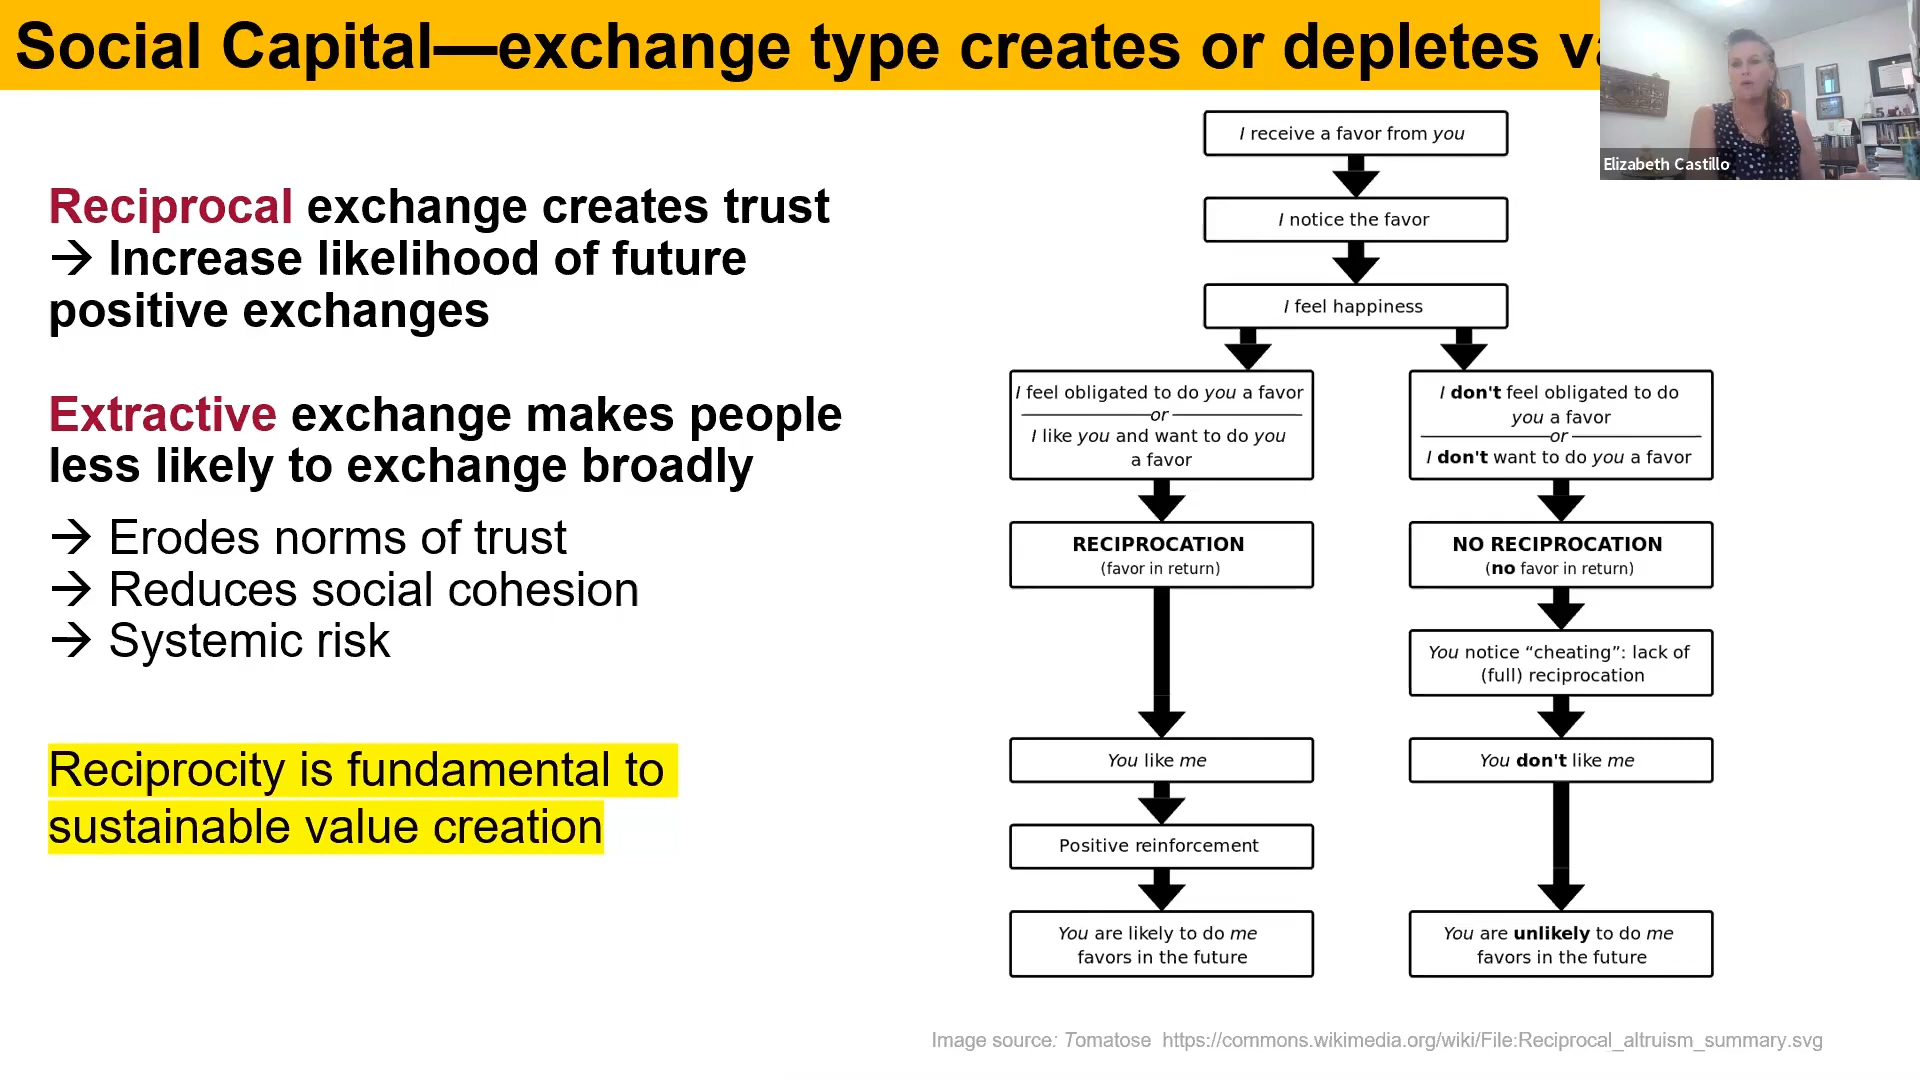 Social Capital—exchange type creates or depletes
Elizabeth Castillo
Reciprocal exchange creates trust
→ Increase likelihood of future
positive exchanges
Extractive exchange makes people
less likely to exchange broadly
→ Erodes norms of trust
→ Reduces social cohesion
→ Systemic risk
Reciprocity is fundamental to
sustainable value creation
I receive a favor from you
I notice the favor
I feel happiness
I feel obligated to do you a favor
or
I like you and want to do you
a favor
RECIPROCATION
(favor in return)
You like me
Positive reinforcement
You are likely to do me
favors in the future
I don't feel obligated to do
you a favor
or
I don't want to do you a favor
NO RECIPROCATION
(no favor in return)
You notice “cheating”: lack of
(full) reciprocation
You don't like me
You are unlikely to do me
favors in the future
Image source: Tomatose https://commons.wikimedia.org/wiki/File:Reciprocal_altruism_summary.svg